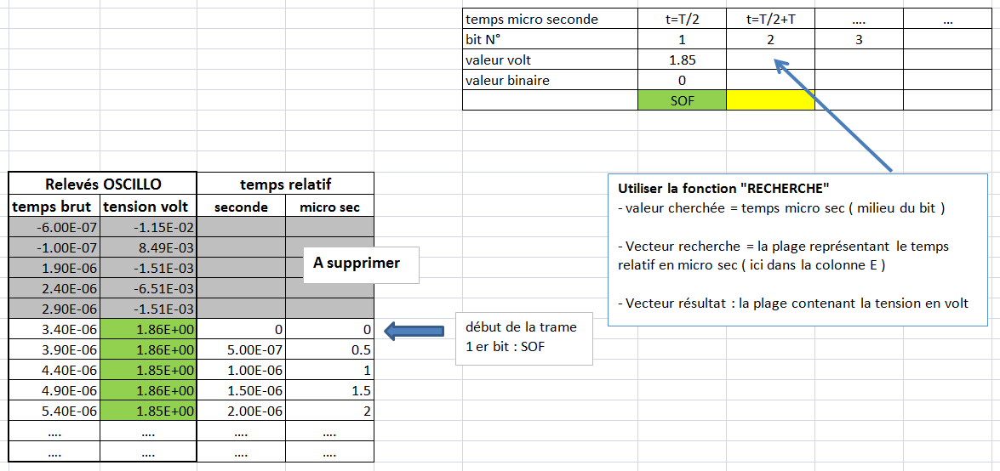 temps micro seconde t=T/2 t=T/2+T .... ...
bit N° 1 2 3
valeur volt 1.85
valeur binaire 0
SOF
Relevés OSCILLO temps relatif
temps brut tension volt seconde micro sec
-6.00E-07 -1.15E-02
-1.00E-07 8.49E-03
1.90E-06 -1.51E-03
2.40E-06 -6.51E-03
2.90E-06 -1.51E-03
A supprimer
3.40E-06 1.86E+00 0 0
3.90E-06 1.86E+00 5.00E-07 0.5
4.40E-06 1.85E+00 1.00E-06 1
4.90E-06 1.86E+00 1.50E-06 1.5
5.40E-06 1.85E+00 2.00E-06 2
.... .... .... ....
.... .... .... ....
début de la trame
1 er bit : SOF
Utiliser la fonction "RECHERCHE"
- valeur cherchée = temps micro sec ( milieu du bit )
- Vecteur recherche = la plage représentant le temps
relatif en micro sec ( ici dans la colonne E )
- Vecteur résultat : la plage contenant la tension en volt